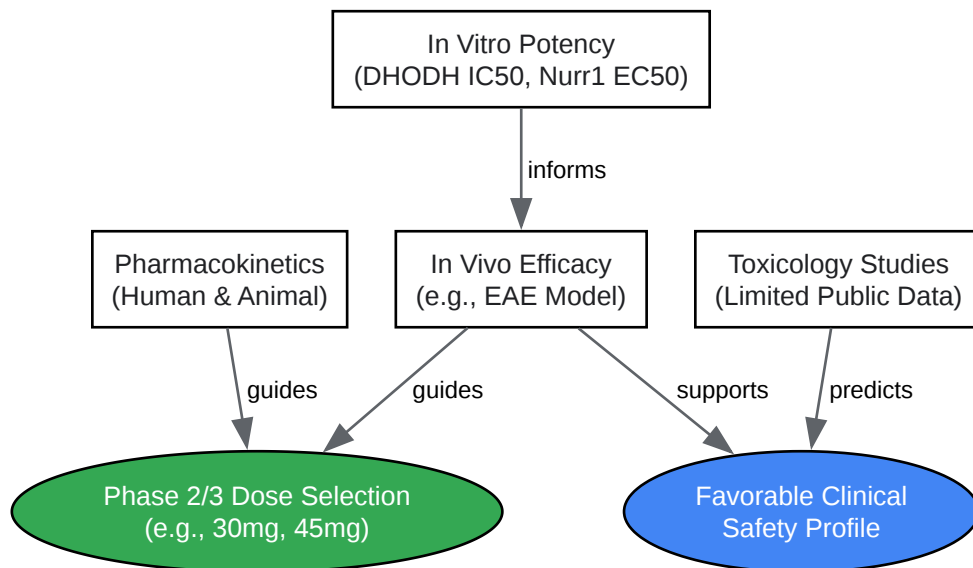 In Vitro Potency
(DHODH IC50, Nurr1 EC50)
informs
Pharmacokinetics
(Human & Animal)
In Vivo Efficacy
(e.g., EAE Model)
Toxicology Studies
(Limited Public Data)
guides
guides
supports
predicts
Phase 2/3 Dose Selection
(e.g., 30mg, 45mg)
Favorable Clinical
Safety Profile